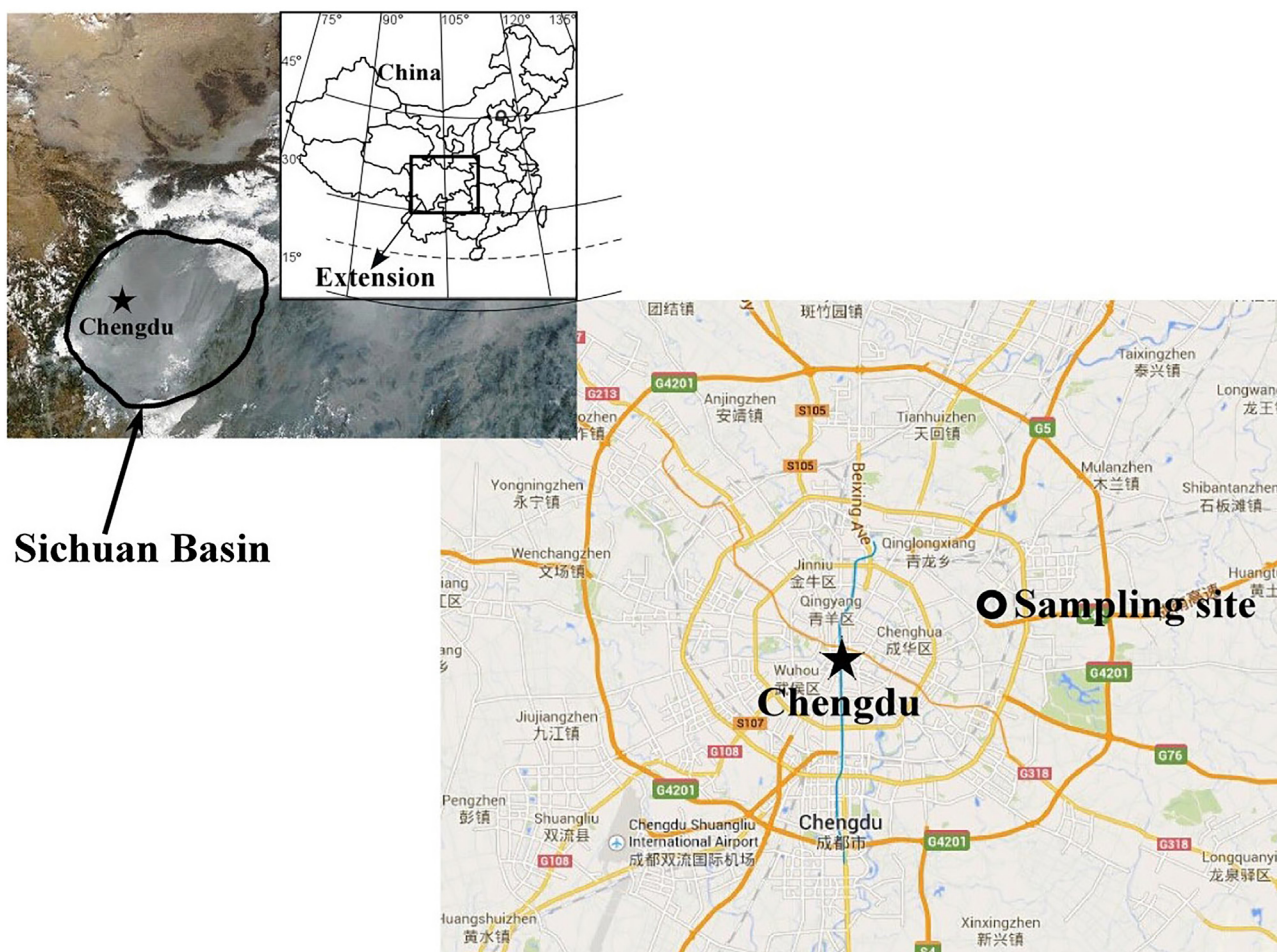 75°
90°
105°
120°
135°
45°
China
30°
15°
Extension
Chengdu
Sichuan Basin
团结镇
斑竹园镇
Taixingzhen
泰兴镇
G213
G4201
Anjingzhen
安靖镇
S105
Tianhuizhen
天回镇
G5
S105
Beixing Ave
Mulanzhen
木兰镇
Yongningzhen
永宁镇
Shibantanzhen
石板滩镇
Wenchangzhen
文场镇
Jinniu
金牛区
Qinglongxiang
青龙乡
Qingyang
青羊区
Sampling site
Chenghua
成华区
Wuhou
武侯区
Chengdu
G4201
Jiujiangzhen
九江镇
S107
G108
G76
G318
G4201
Pengzhen
彭镇
Shuangliu
双流县
Chengdu Shuangliu
International Airport
成都双流国际机场
Chengdu
成都市
G4201
G318
G108
Longquanyi
龙泉驿区
Huangshuizhen
黄水镇
Xinxingzhen
新兴镇
S4